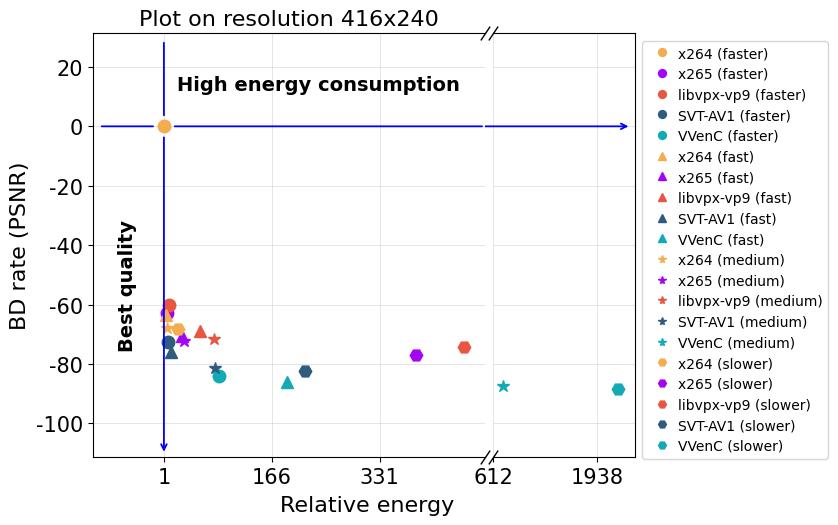 Plot on resolution 416x240
20
0
-20
-40
-60
-80
-100
BD rate (PSNR)
High energy consumption
Best quality
1
166
331
612
1938
Relative energy
x264 (faster)
x265 (faster)
libvpx-vp9 (faster)
SVT-AV1 (faster)
VVenC (faster)
x264 (fast)
x265 (fast)
libvpx-vp9 (fast)
SVT-AV1 (fast)
VVenC (fast)
x264 (medium)
x265 (medium)
libvpx-vp9 (medium)
SVT-AV1 (medium)
VVenC (medium)
x264 (slower)
x265 (slower)
libvpx-vp9 (slower)
SVT-AV1 (slower)
VVenC (slower)